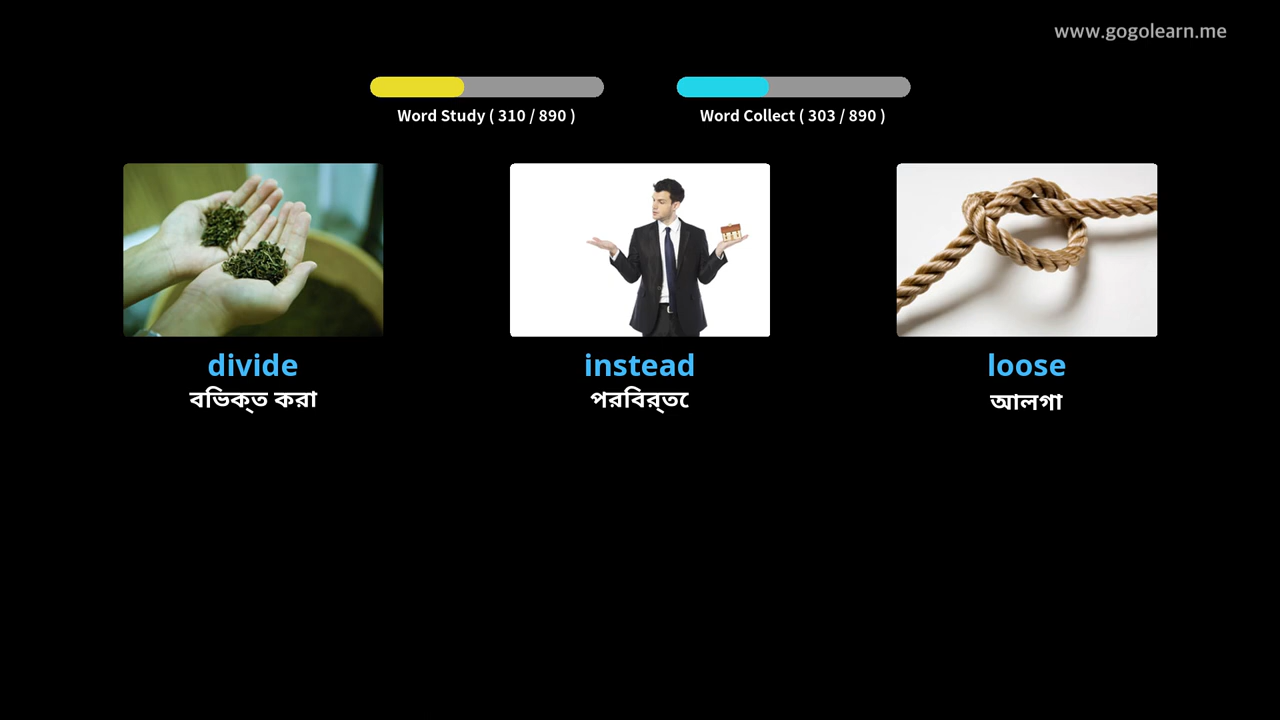 www.gogolearn.me
Word Study ( 310 / 890 )
Word Collect ( 303 / 890 )
divide
বভিক্ত করা
instead
পরবির্তে
loose
আলগা